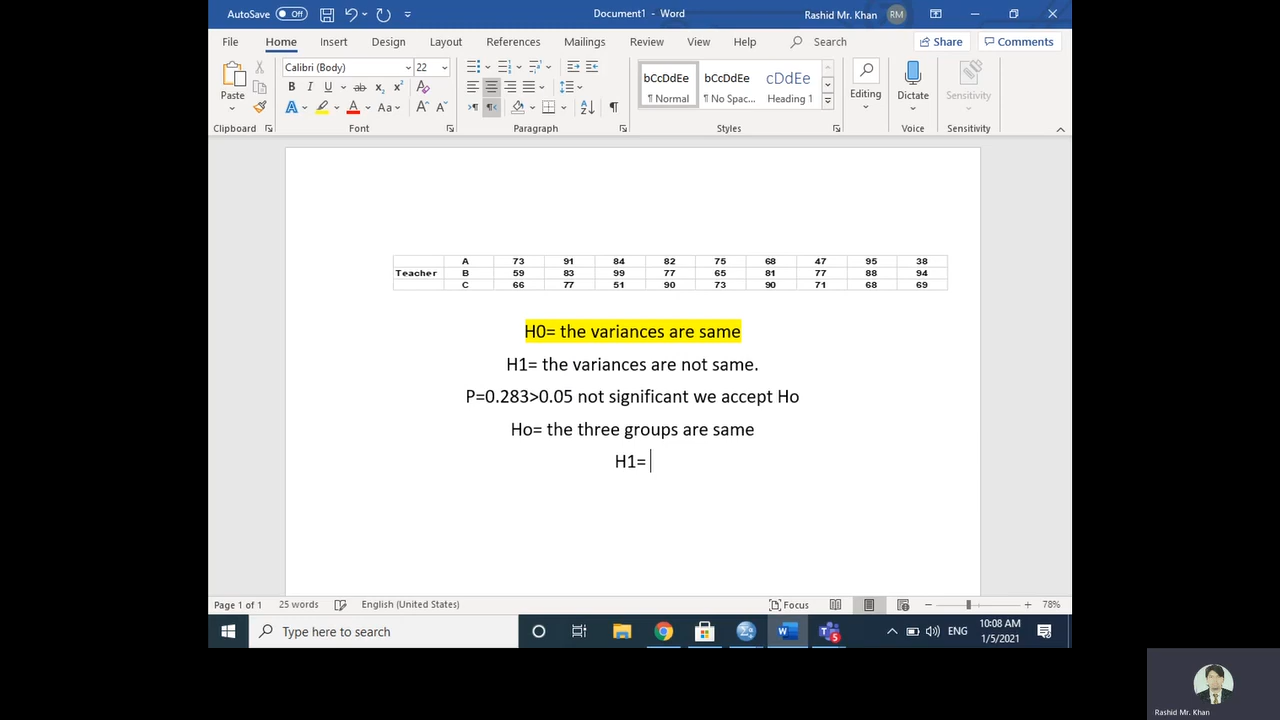 AutoSave Off Document1 - Word Rashid Mr. Khan RM
File Home Insert Design Layout References Mailings Review View Help Search Share Comments
Paste Calibri (Body) 22 bCcDdEe bCcDdEe cDdEe Editing Dictate Sensitivity
B I U ab x₂ x² ¶ Normal ¶ No Spac... Heading 1
A A Aa A A ¶
Clipboard Font Paragraph Styles Voice Sensitivity
A 73 91 84 82 75 68 47 95 38
Teacher B 59 83 99 77 65 81 77 88 94
C 66 77 51 90 73 90 71 68 69
H0= the variances are same
H1= the variances are not same.
P=0.283>0.05 not significant we accept Ho
Ho= the three groups are same
H1=
Page 1 of 1 25 words English (United States) Focus 78%
Type here to search ENG 10:08 AM
1/5/2021
Rashid Mr. Khan